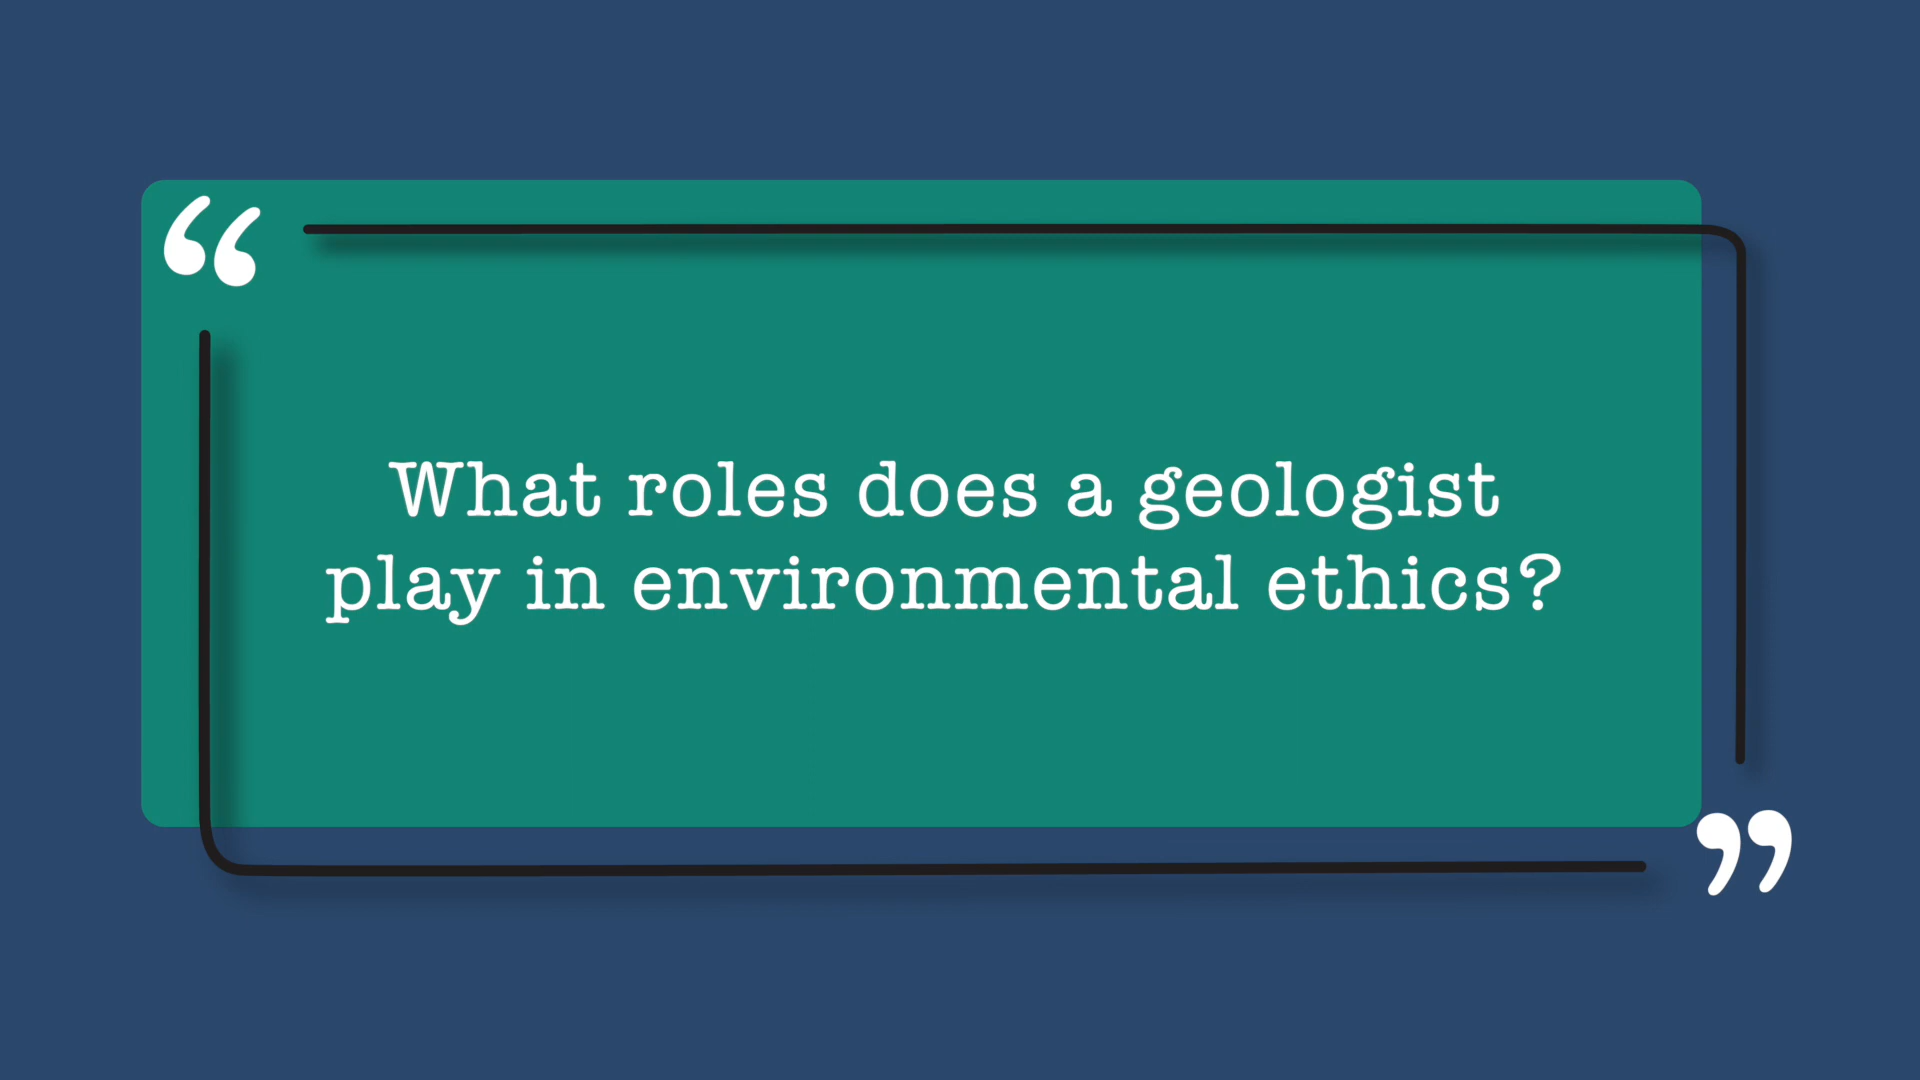 “
What roles does a geologist
play in environmental ethics?
”